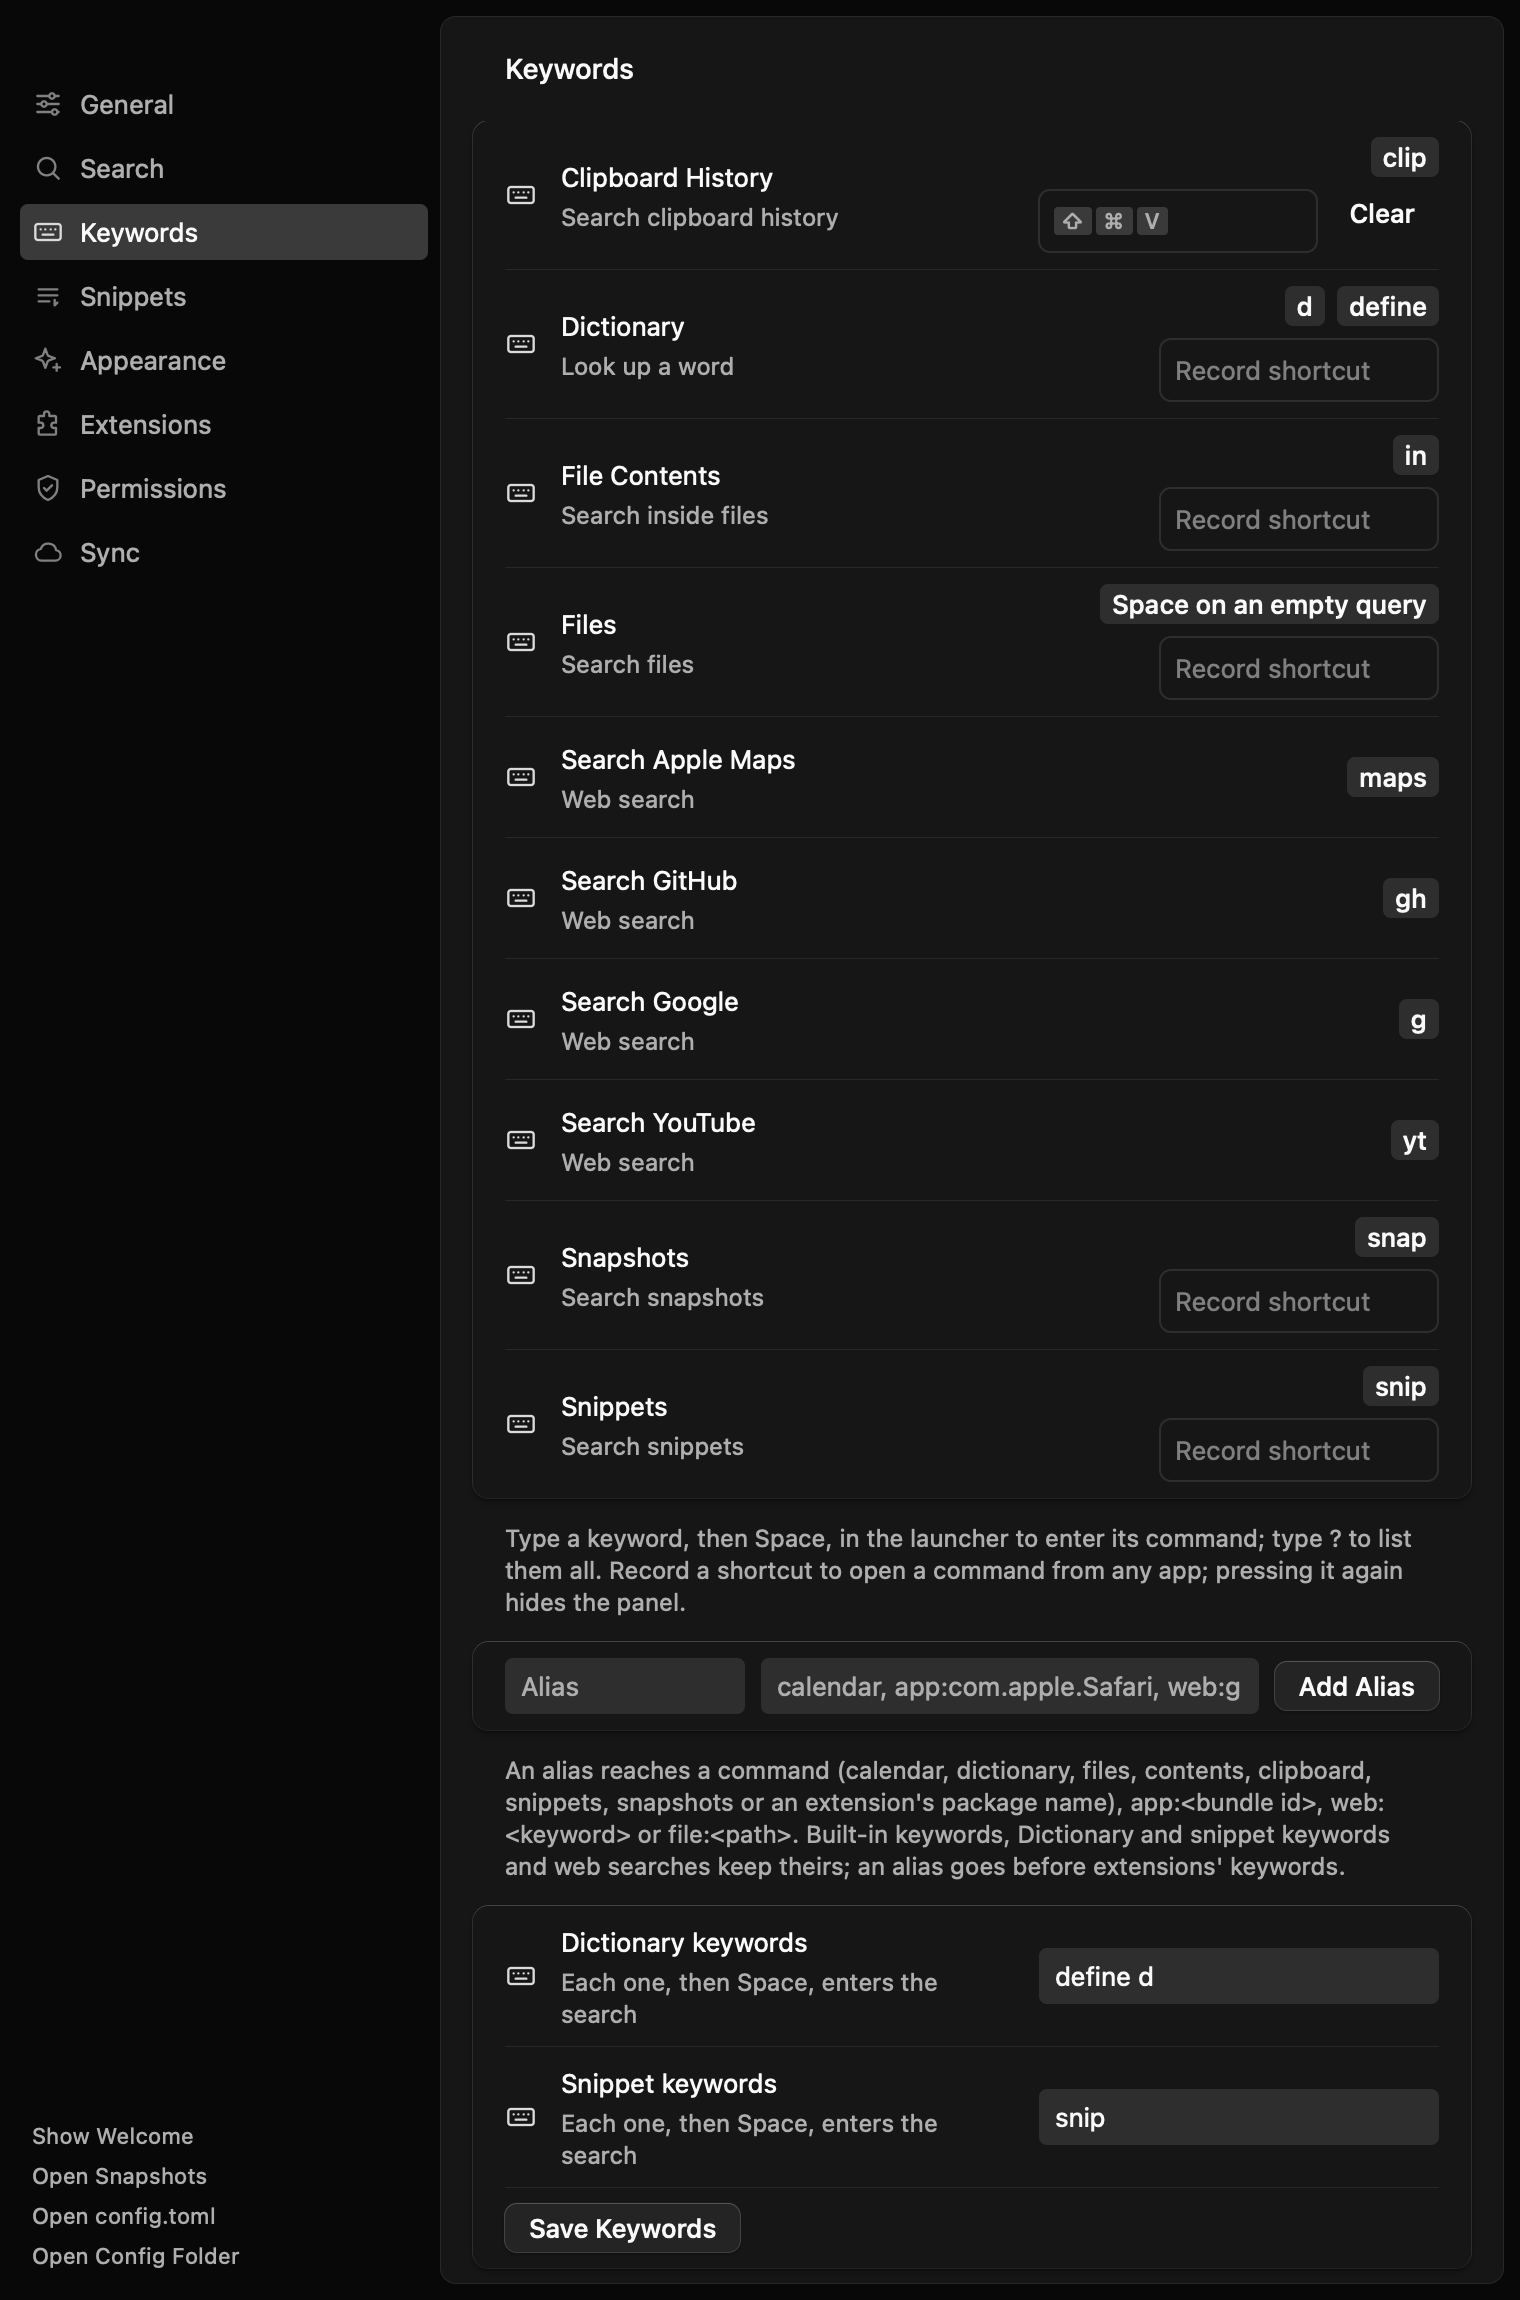 General
Search
Keywords
Snippets
Appearance
Extensions
Permissions
Sync
Show Welcome
Open Snapshots
Open config.toml
Open Config Folder
Keywords
Clipboard History
Search clipboard history
clip
⇧ ⌘ V
Clear
Dictionary
Look up a word
d define
Record shortcut
File Contents
Search inside files
in
Record shortcut
Files
Search files
Space on an empty query
Record shortcut
Search Apple Maps
Web search
maps
Search GitHub
Web search
gh
Search Google
Web search
g
Search YouTube
Web search
yt
Snapshots
Search snapshots
snap
Record shortcut
Snippets
Search snippets
snip
Record shortcut
Type a keyword, then Space, in the launcher to enter its command; type ? to list
them all. Record a shortcut to open a command from any app; pressing it again
hides the panel.
Alias
calendar, app:com.apple.Safari, web:g
Add Alias
An alias reaches a command (calendar, dictionary, files, contents, clipboard,
snippets, snapshots or an extension's package name), app:<bundle id>, web:
<keyword> or file:<path>. Built-in keywords, Dictionary and snippet keywords
and web searches keep theirs; an alias goes before extensions' keywords.
Dictionary keywords
Each one, then Space, enters the
search
define d
Snippet keywords
Each one, then Space, enters the
search
snip
Save Keywords